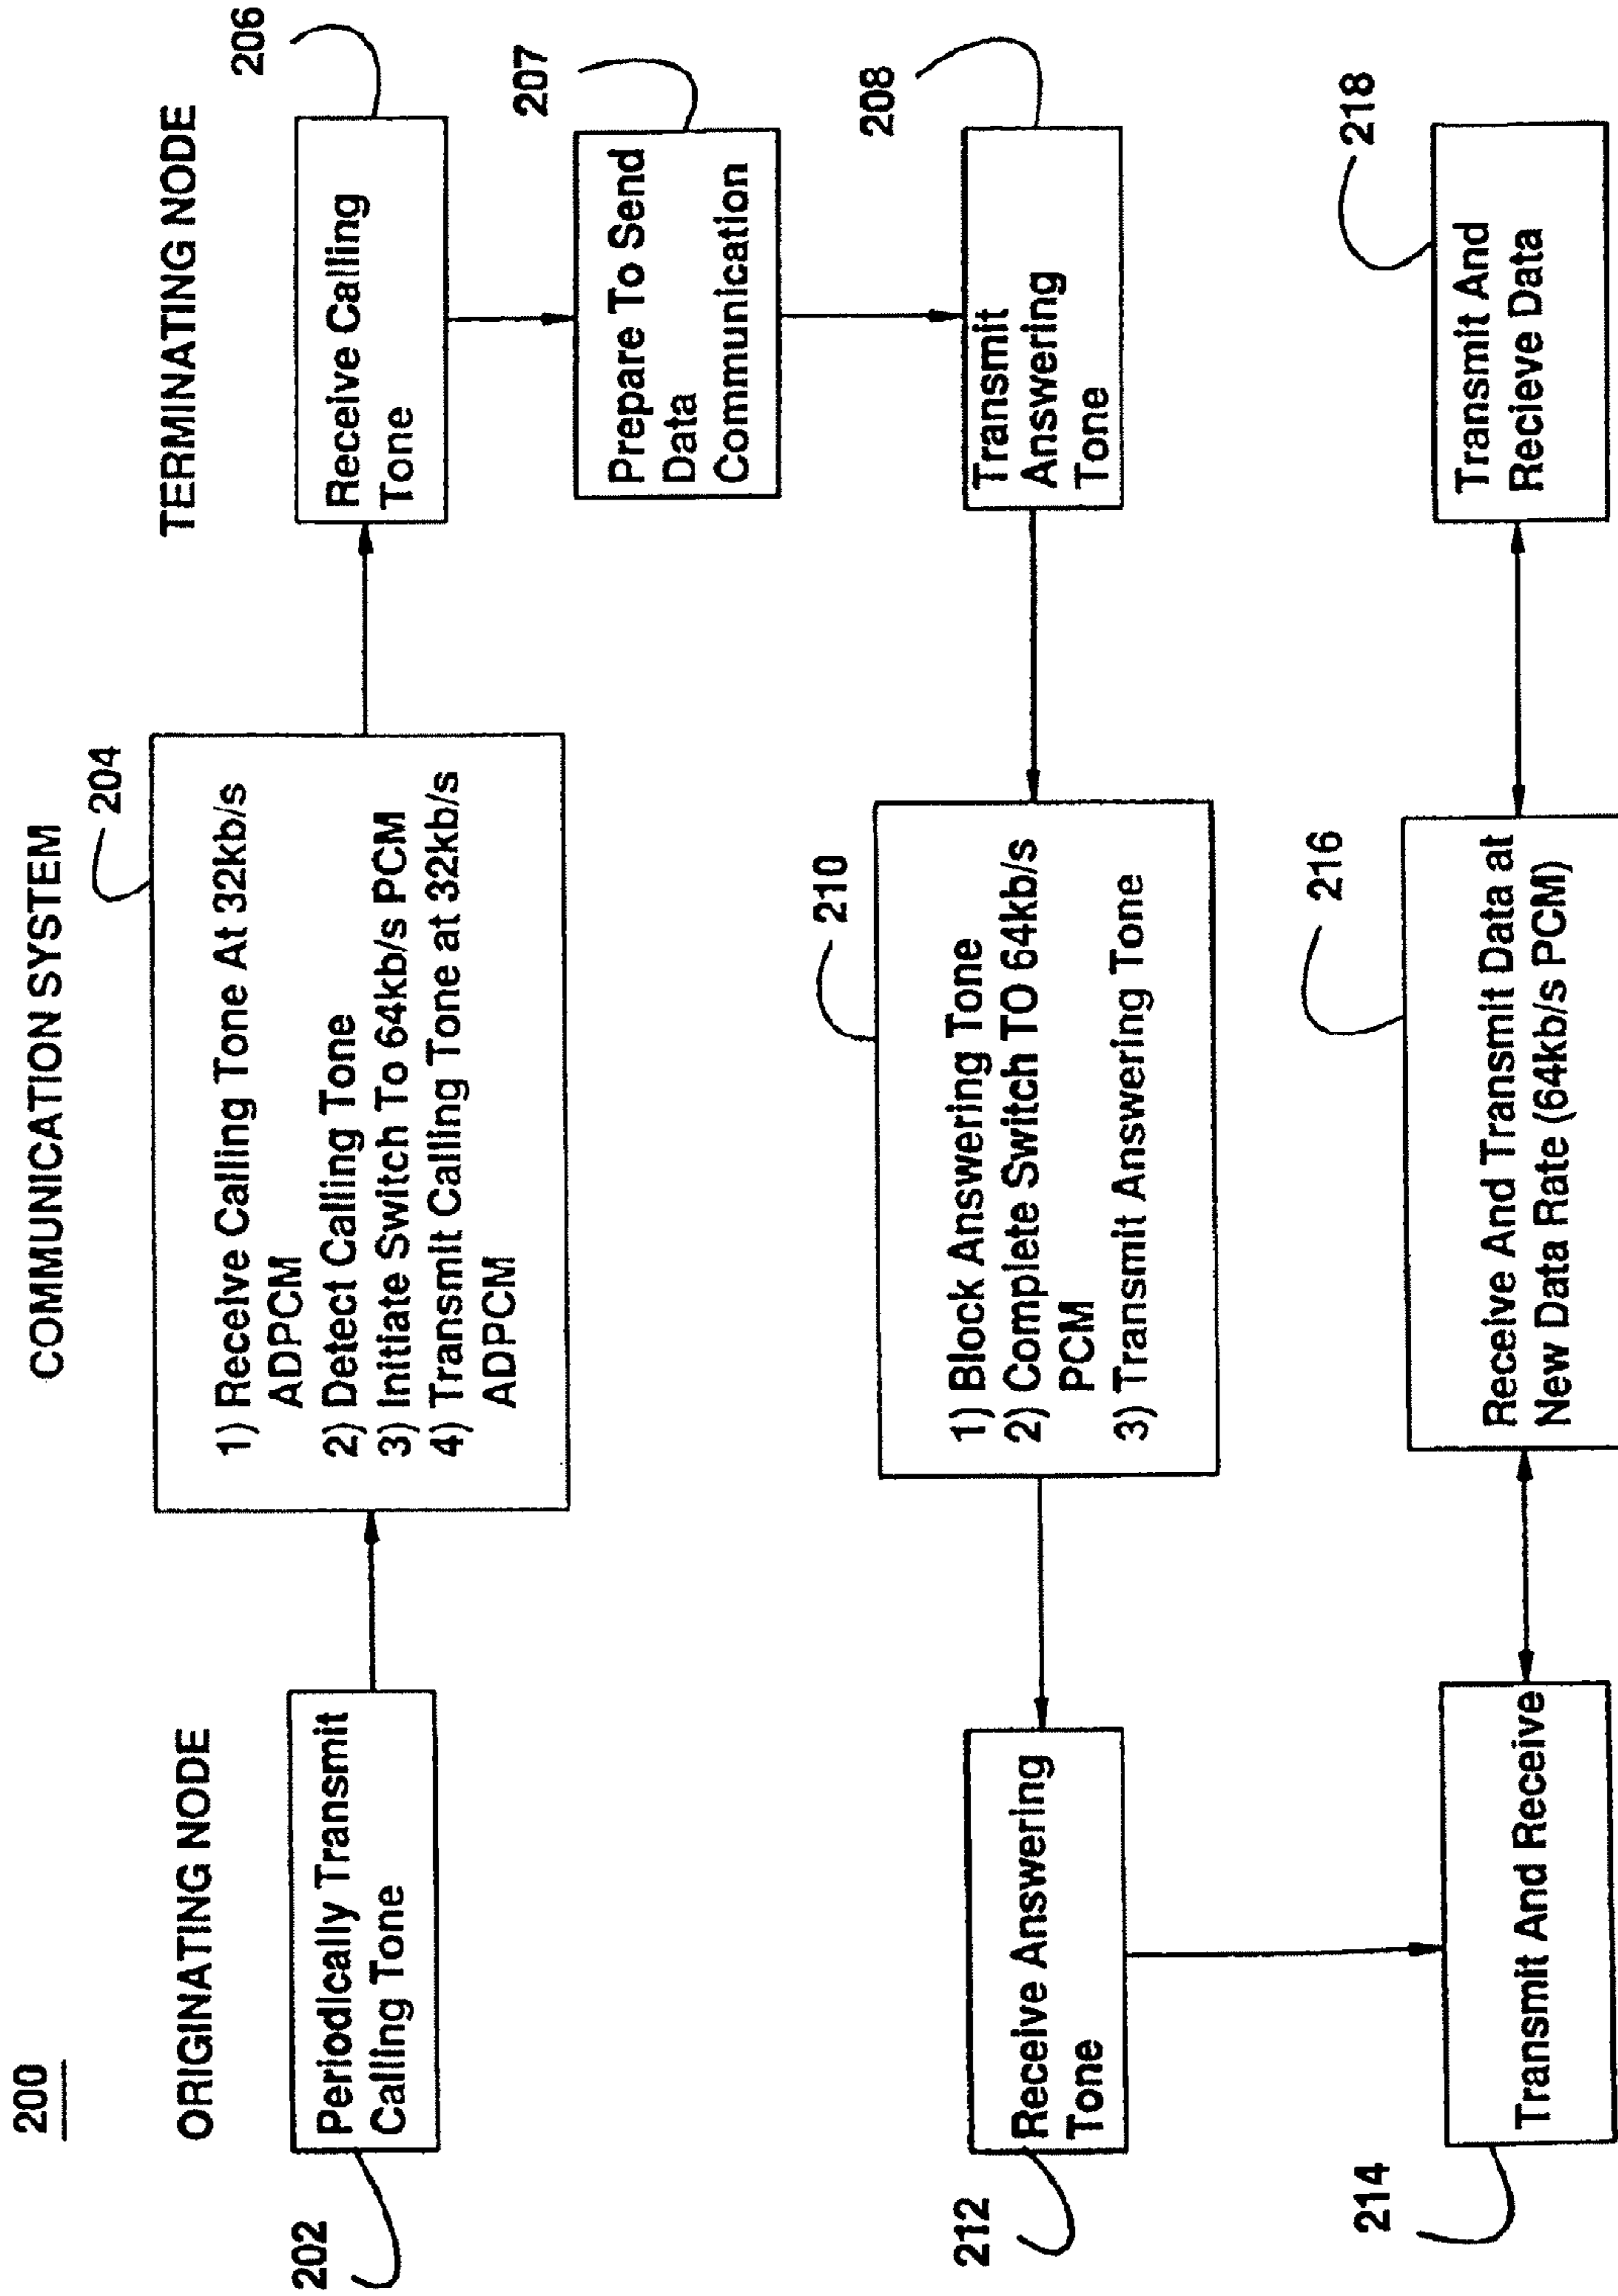 200
ORIGINATING NODE
COMMUNICATION SYSTEM
TERMINATING NODE
202
Periodically Transmit
Calling Tone
204
1) Receive Calling Tone At 32kb/s
ADPCM
2) Detect Calling Tone
3) Initiate Switch To 64kb/s PCM
4) Transmit Calling Tone at 32kb/s
ADPCM
206
Receive Calling
Tone
207
Prepare To Send
Data
Communication
208
Transmit
Answering
Tone
210
1) Block Answering Tone
2) Complete Switch TO 64kb/s
PCM
3) Transmit Answering Tone
212
Receive Answering
Tone
214
Transmit And Receive
216
Receive And Transmit Data at
New Data Rate (64kb/s PCM)
218
Transmit And
Recieve Data